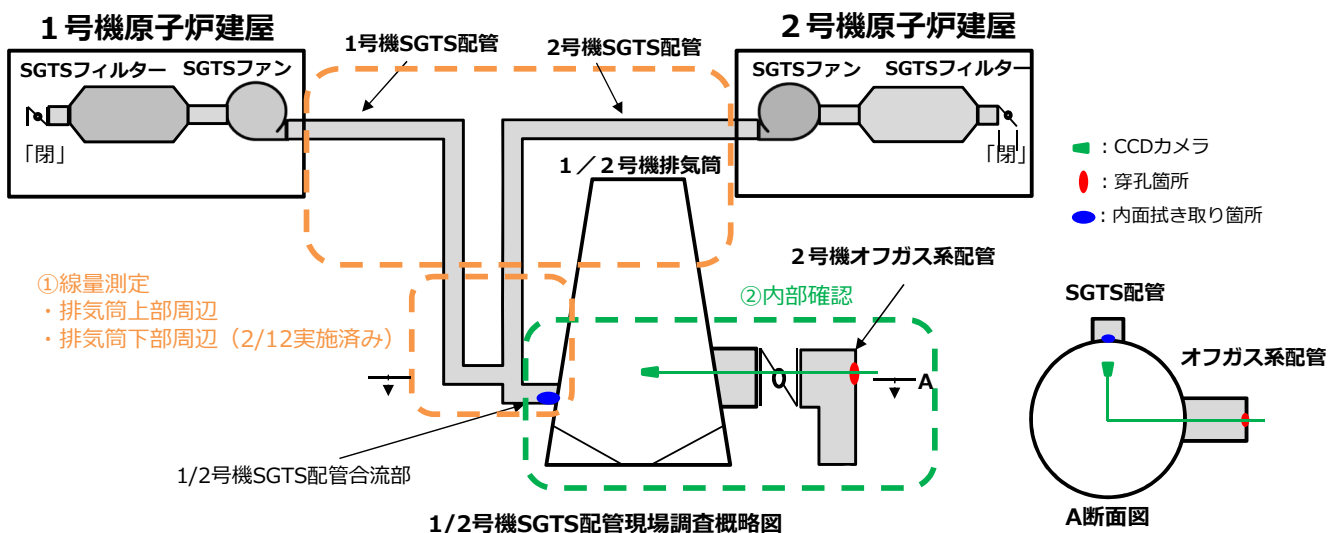 1号機原子炉建屋
SGTSフィルター
SGTSファン
「閉」
1号機SGTS配管
2号機SGTS配管
２号機原子炉建屋
SGTSファン
SGTSフィルター
「閉」
１／２号機排気筒
：CCDカメラ
：穿孔箇所
：内面拭き取り箇所
①線量測定
・排気筒上部周辺
・排気筒下部周辺（2/12実施済み）
２号機オフガス系配管
②内部確認
A
1/2号機SGTS配管合流部
SGTS配管
オフガス系配管
A断面図
1/2号機SGTS配管現場調査概略図